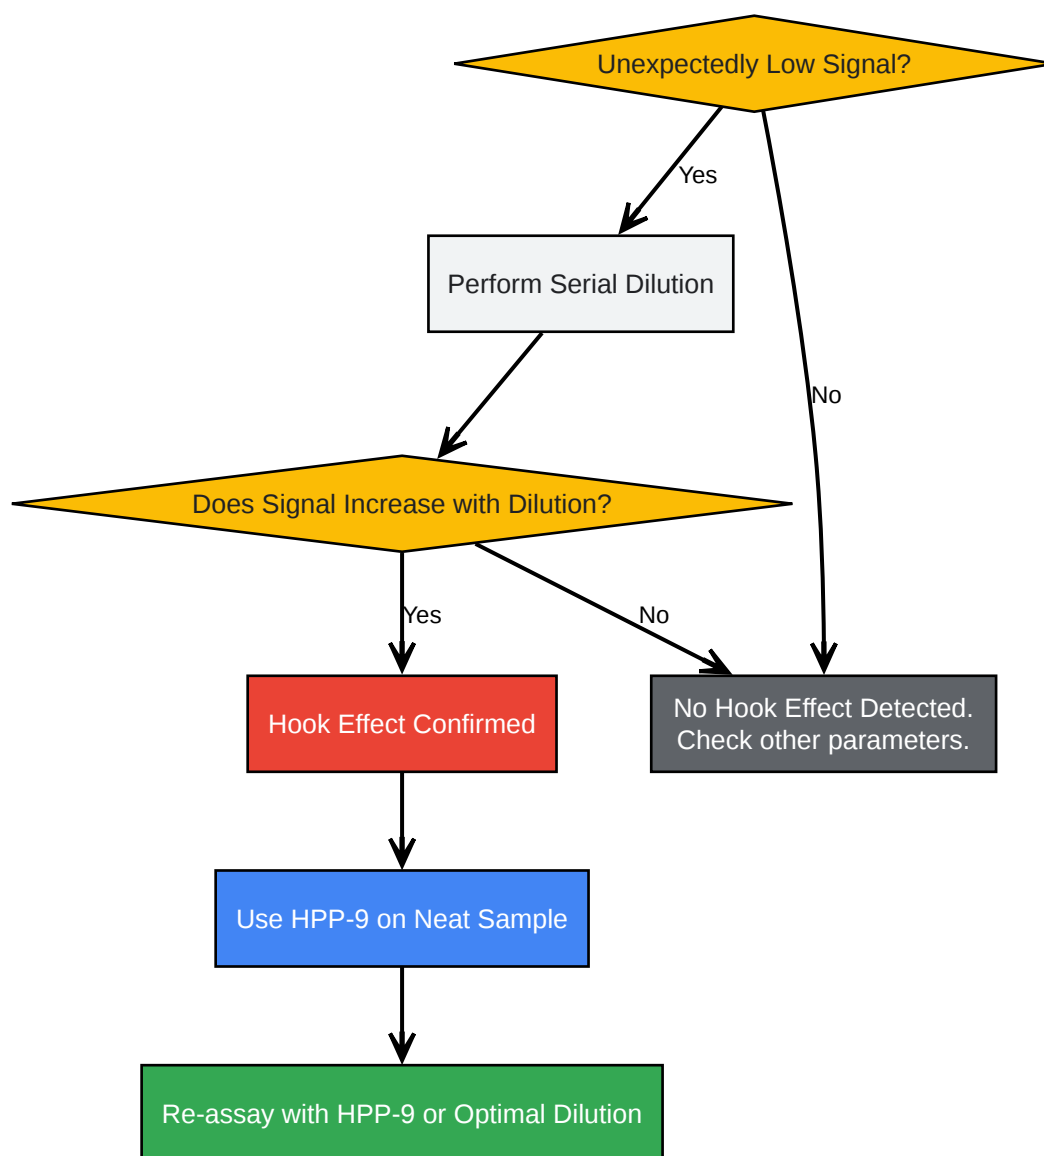 Unexpectedly Low Signal?
Yes
Perform Serial Dilution
No
Does Signal Increase with Dilution?
Yes
No
Hook Effect Confirmed
No Hook Effect Detected.
Check other parameters.
Use HPP-9 on Neat Sample
Re-assay with HPP-9 or Optimal Dilution